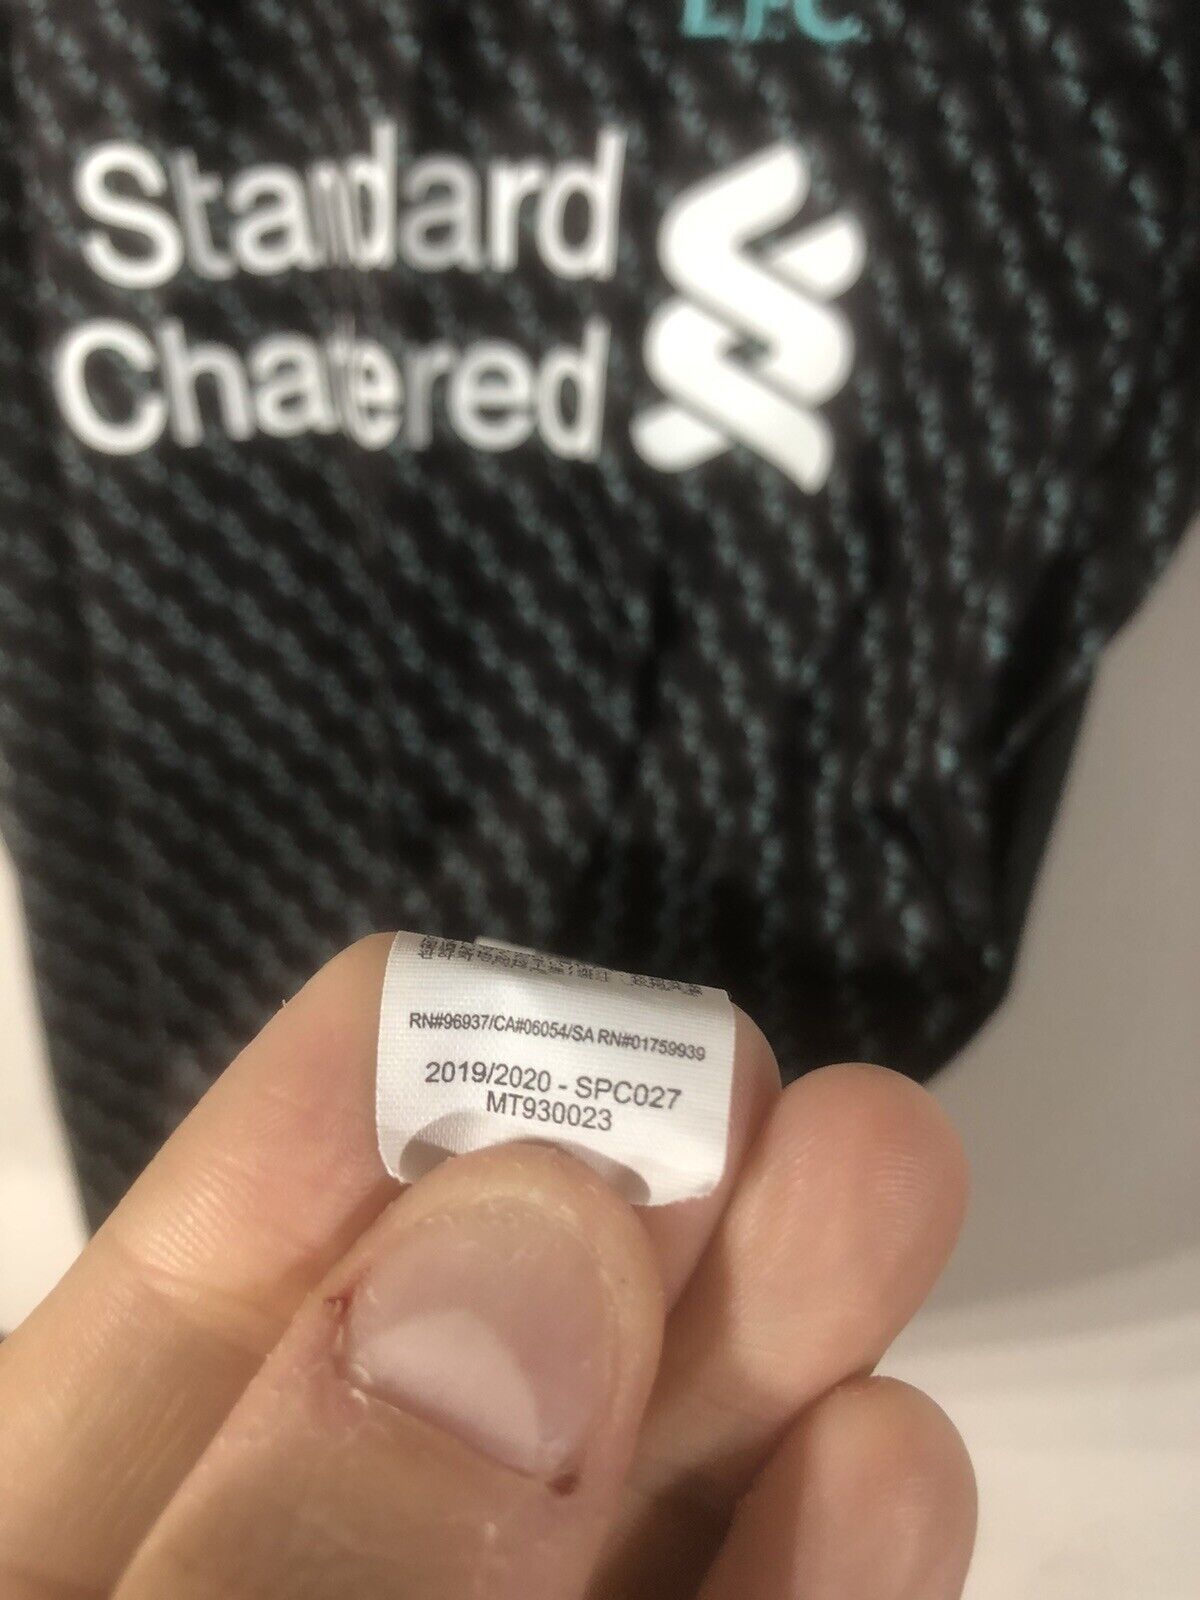 LFC
Standard
Chartered
RN#96937/CA#06054/SA RN#01759939
2019/2020 - SPC027
MT930023